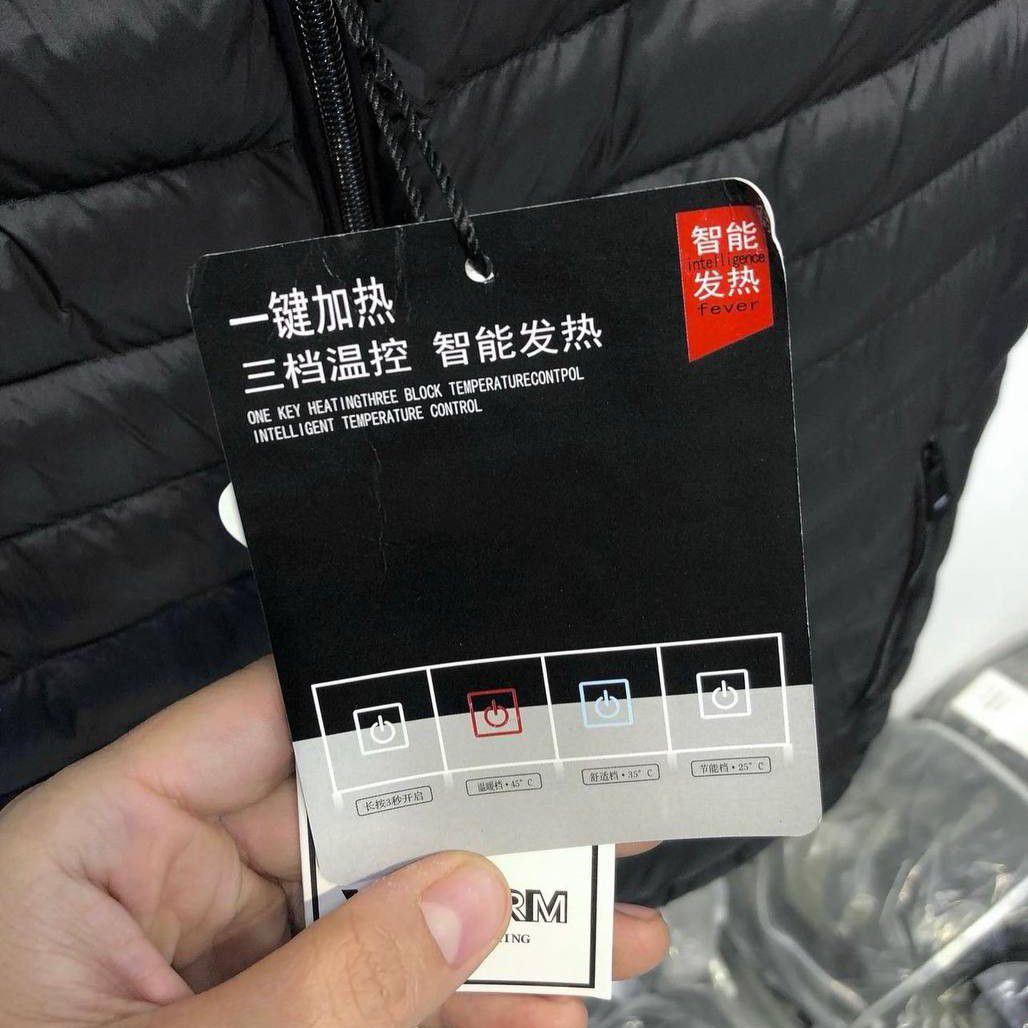 智能
intelligence
发热
fever
一键加热
三档温控 智能发热
ONE KEY HEATINGTHREE BLOCK TEMPERATURECONTPOL
INTELLIGENT TEMPERATURE CONTROL
长按3秒开启
温暖档·45°C
舒适档·35°C
节能档·25°C